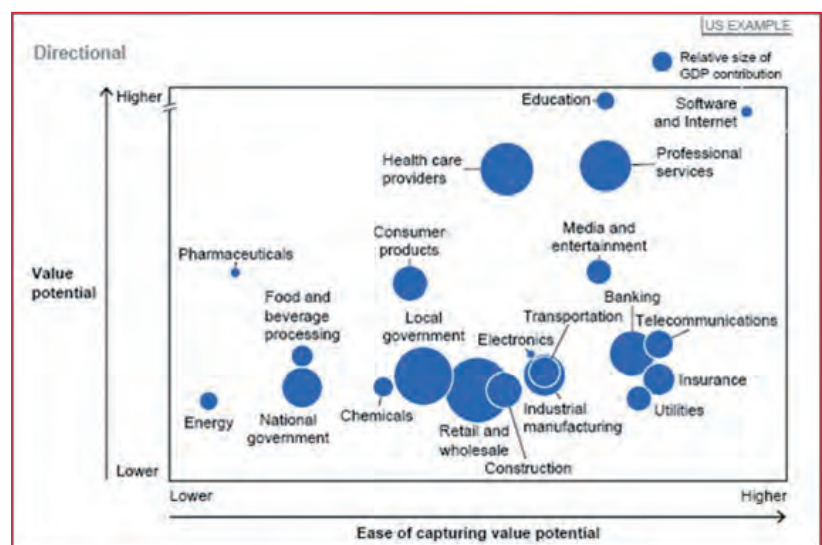 US EXAMPLE
Directional
Relative size of
GDP contribution
Higher
Education
Software
and Internet
Health care
providers
Professional
services
Media and
entertainment
Consumer
products
Pharmaceuticals
Value
potential
Food and
beverage
processing
Local
government
Banking
Transportation
Telecommunications
Electronics
Energy
National
government
Chemicals
Retail and
wholesale
Industrial
manufacturing
Insurance
Utilities
Construction
Lower
Lower
Higher
Ease of capturing value potential